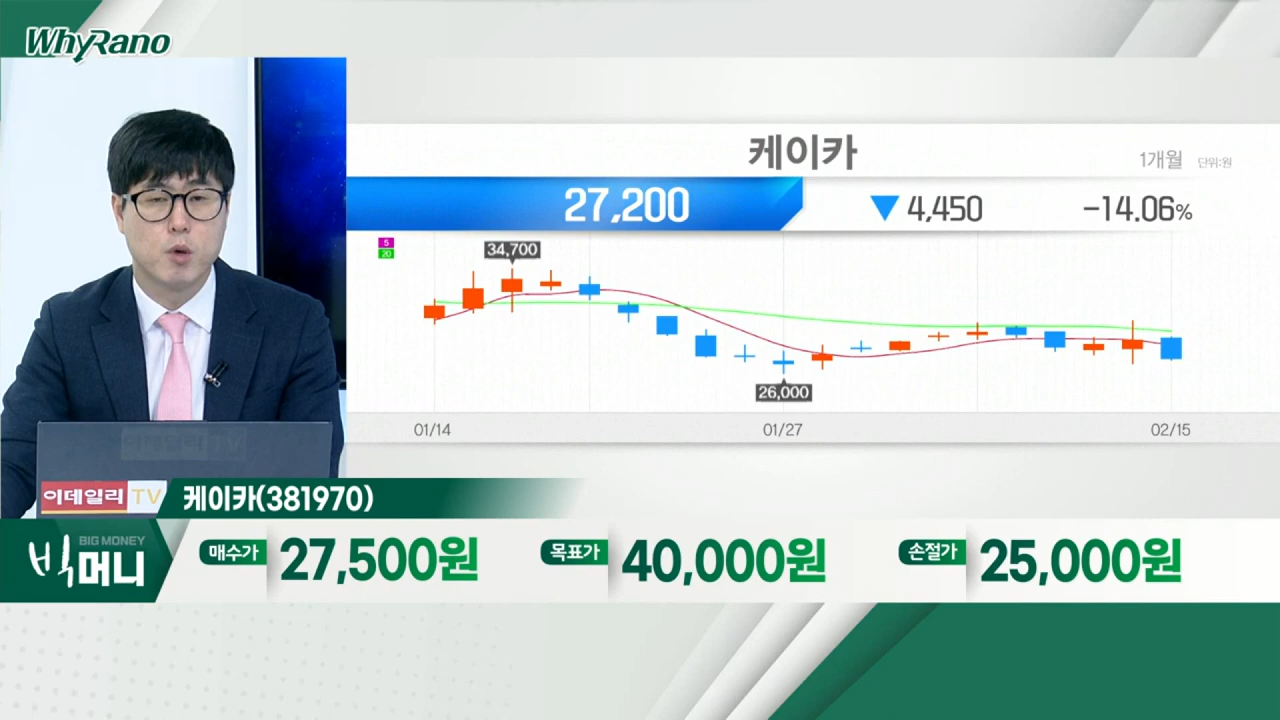 WhyRano
케이카
1개월 단위:원
27,200
▼ 4,450
-14.06%
5
20
34,700
26,000
01/14 01/27 02/15
이데일리 TV
케이카(381970)
BIG MONEY
빅머니
매수가 27,500원
목표가 40,000원
손절가 25,000원